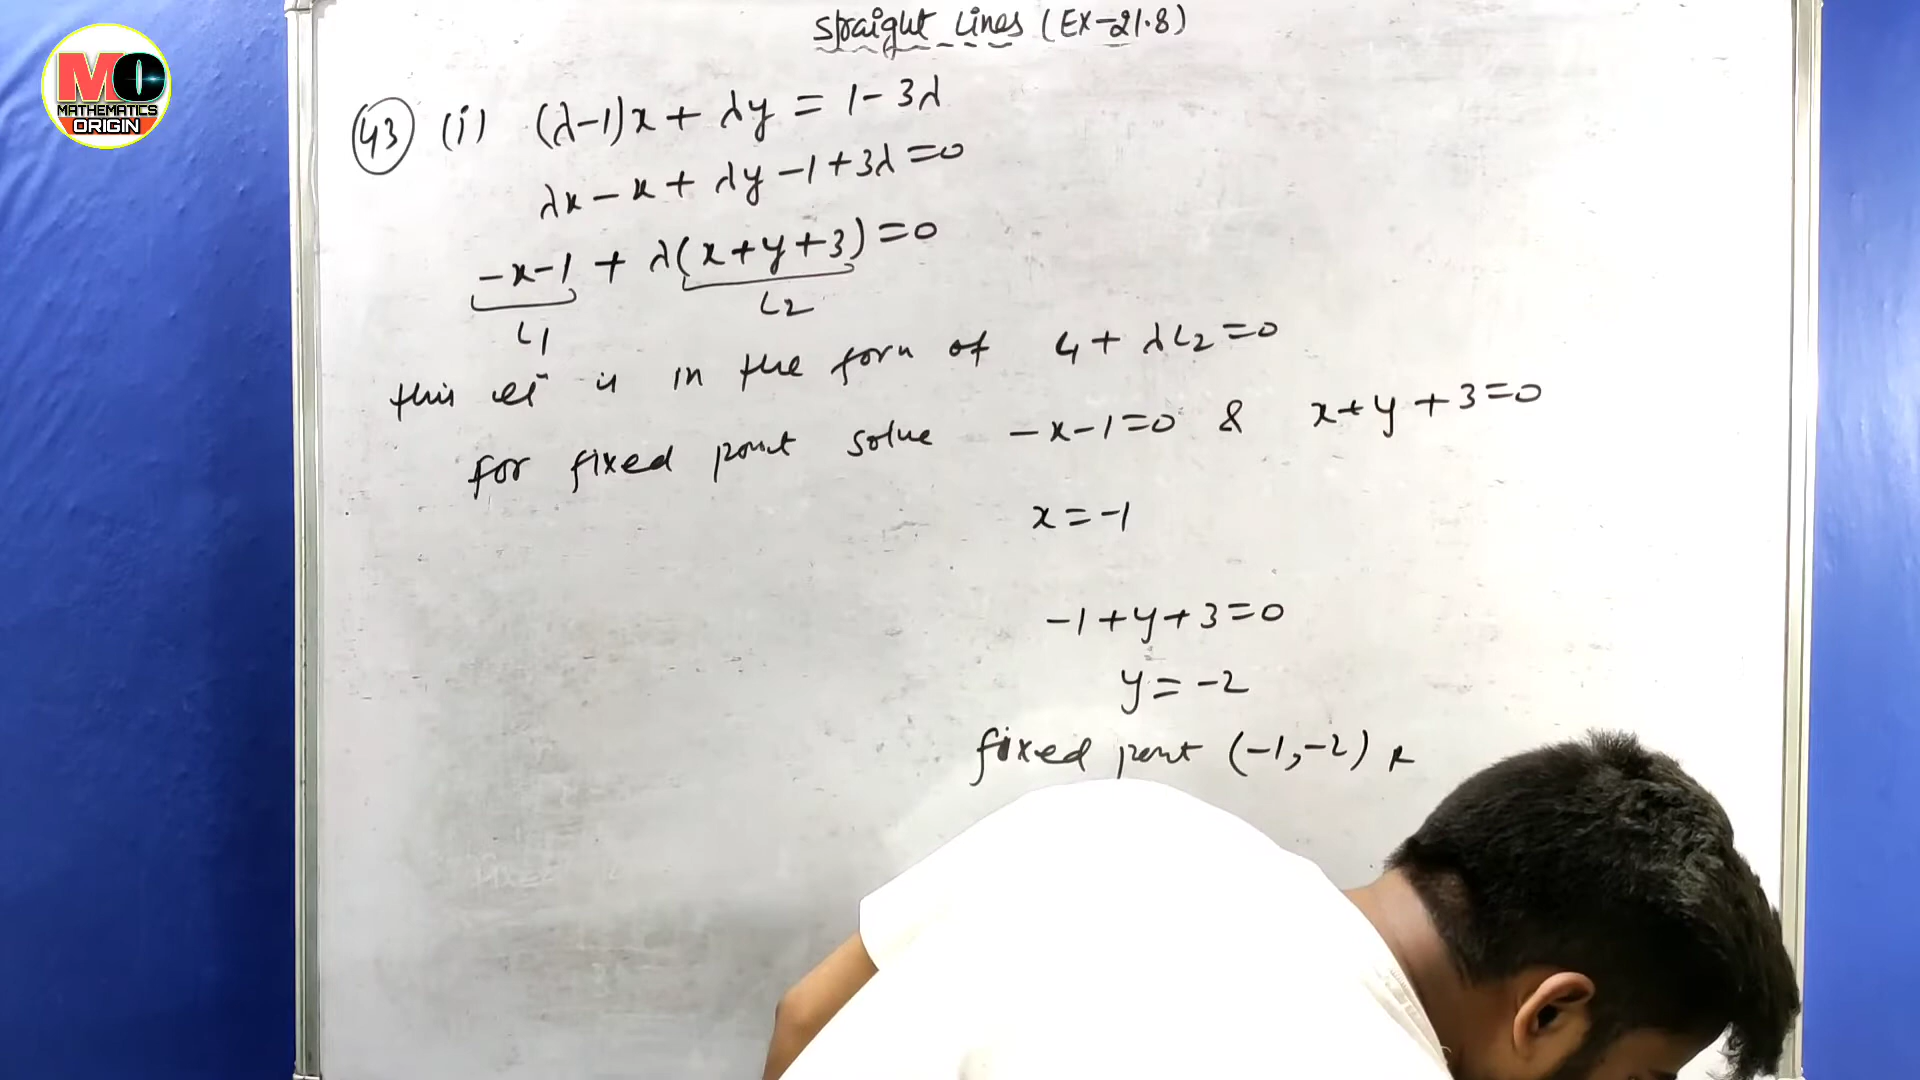 MO
MATHEMATICS
ORIGIN
Straight Lines (EX-21.8)
43 (i) (λ-1)x + λy = 1-3λ
λx - x + λy - 1 + 3λ = 0
-x-1 + λ(x+y+3) = 0
L1 L2
this is in the form of L1 + λL2 = 0
for fixed point solve -x-1=0 & x+y+3=0
x = -1
-1+y+3=0
y = -2
fixed point (-1,-2)